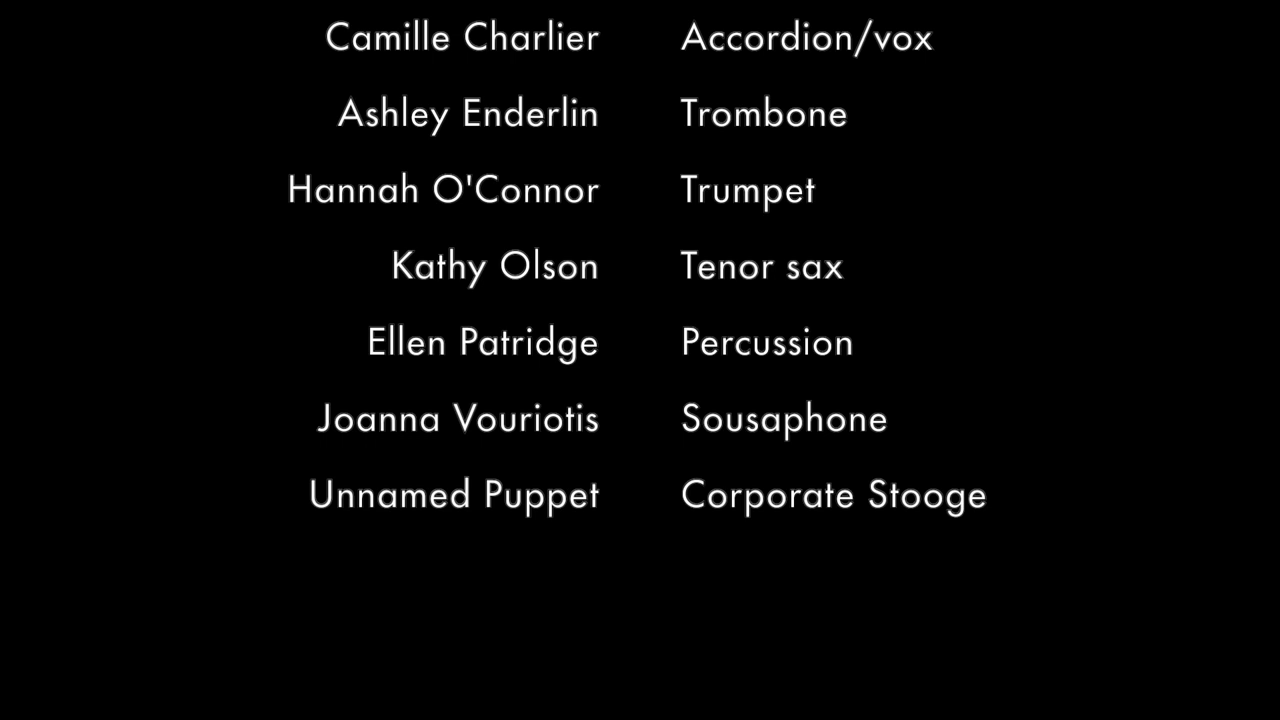 Camille Charlier Accordion/vox
Ashley Enderlin Trombone
Hannah O'Connor Trumpet
Kathy Olson Tenor sax
Ellen Patridge Percussion
Joanna Vouriotis Sousaphone
Unnamed Puppet Corporate Stooge